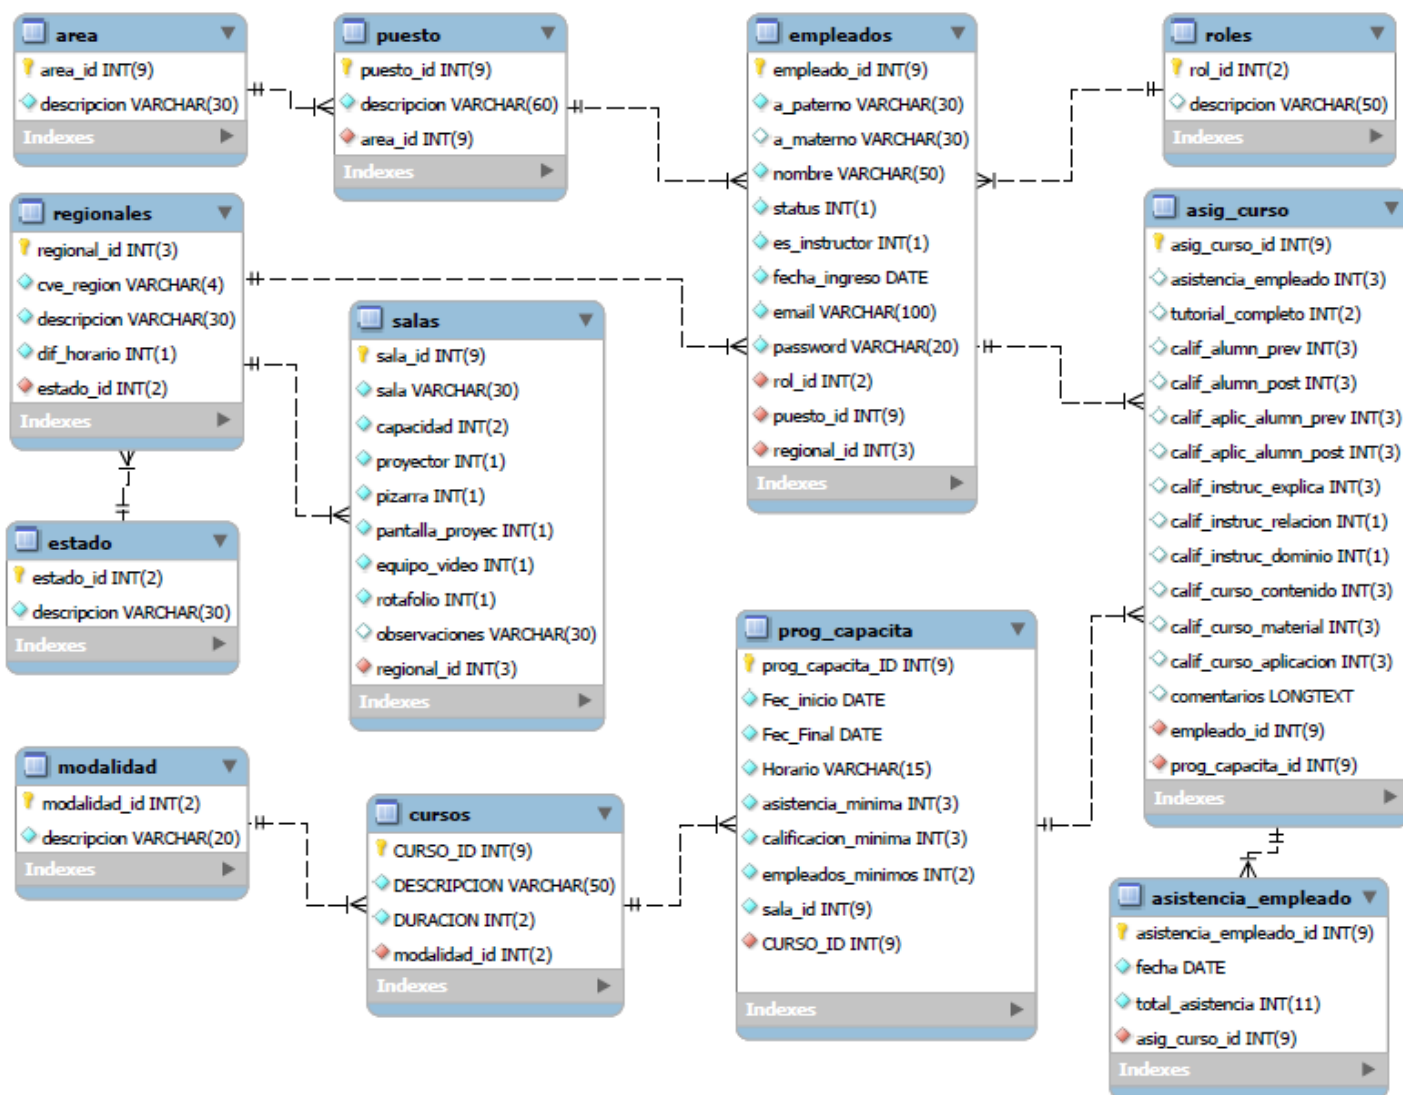 area
area_id INT(9)
descripcion VARCHAR(30)
Indexes
puesto
puesto_id INT(9)
descripcion VARCHAR(60)
area_id INT(9)
Indexes
empleados
empleado_id INT(9)
a_paterno VARCHAR(30)
a_materno VARCHAR(30)
nombre VARCHAR(50)
status INT(1)
es_instructor INT(1)
fecha_ingreso DATE
email VARCHAR(100)
password VARCHAR(20)
rol_id INT(2)
puesto_id INT(9)
regional_id INT(3)
Indexes
roles
rol_id INT(2)
descripcion VARCHAR(50)
Indexes
regionales
regional_id INT(3)
cve_region VARCHAR(4)
descripcion VARCHAR(30)
dif_horario INT(1)
estado_id INT(2)
Indexes
salas
sala_id INT(9)
sala VARCHAR(30)
capacidad INT(2)
proyector INT(1)
pizarra INT(1)
pantalla_proyec INT(1)
equipo_video INT(1)
rotafolio INT(1)
observaciones VARCHAR(30)
regional_id INT(3)
Indexes
asig_curso
asig_curso_id INT(9)
asistencia_empleado INT(3)
tutorial_completo INT(2)
calif_alumn_prev INT(3)
calif_alumn_post INT(3)
calif_aplic_alumn_prev INT(3)
calif_aplic_alumn_post INT(3)
calif_instruc_explica INT(3)
calif_instruc_relacion INT(1)
calif_instruc_dominio INT(1)
calif_curso_contenido INT(3)
calif_curso_material INT(3)
calif_curso_aplicacion INT(3)
comentarios LONGTEXT
empleado_id INT(9)
prog_capacita_id INT(9)
Indexes
estado
estado_id INT(2)
descripcion VARCHAR(30)
Indexes
modalidad
modalidad_id INT(2)
descripcion VARCHAR(20)
Indexes
cursos
CURSO_ID INT(9)
DESCRIPCION VARCHAR(50)
DURACION INT(2)
modalidad_id INT(2)
Indexes
prog_capacita
prog_capacita_ID INT(9)
Fec_inicio DATE
Fec_Final DATE
Horario VARCHAR(15)
asistencia_minima INT(3)
calificacion_minima INT(3)
empleados_minimos INT(2)
sala_id INT(9)
CURSO_ID INT(9)
Indexes
asistencia_empleado
asistencia_empleado_id INT(9)
fecha DATE
total_asistencia INT(11)
asig_curso_id INT(9)
Indexes